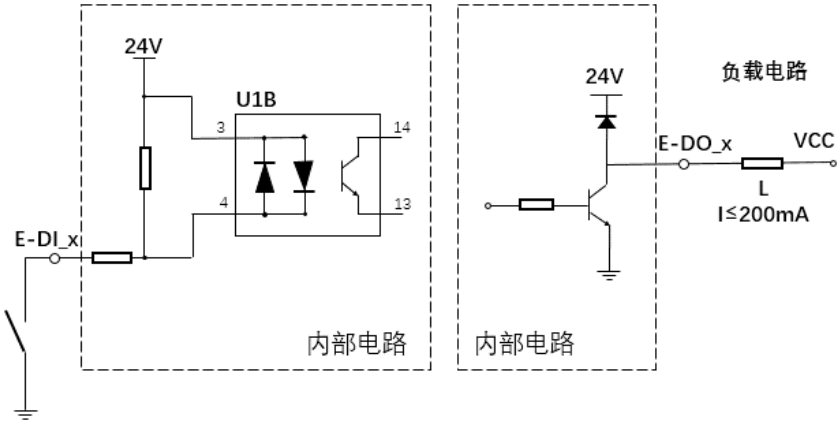 24V
U1B
3
14
4
13
E-DI_x
内部电路
24V
负载电路
E-DO_x
VCC
L
I≤200mA
内部电路